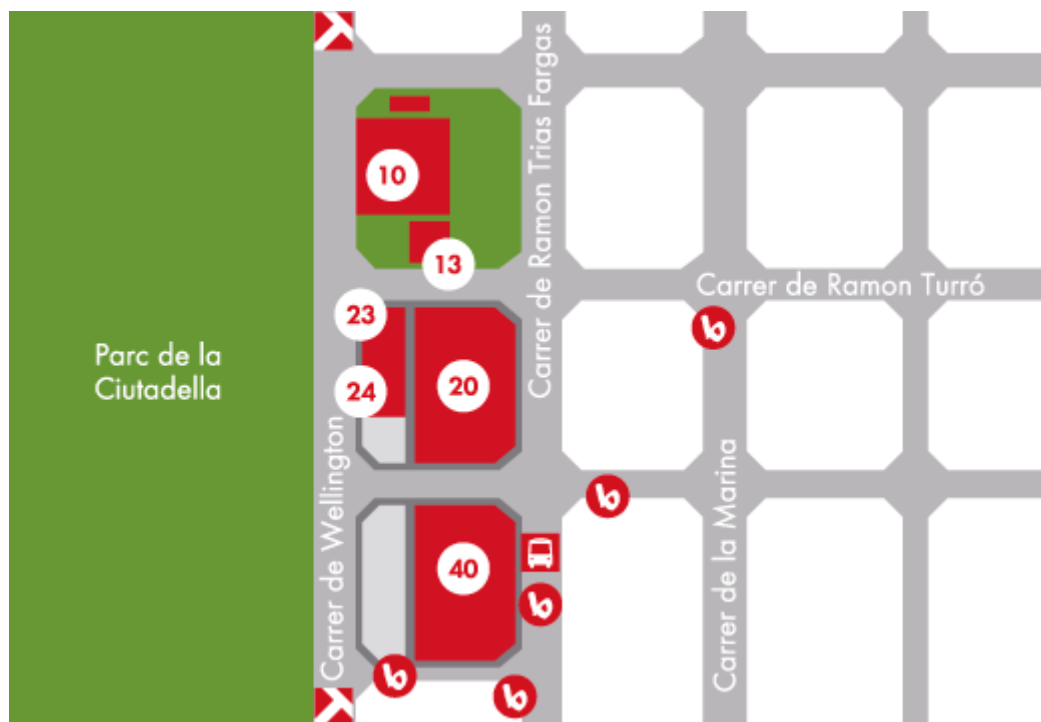 Carrer de Ramon Trias Fargas
10
13
Carrer de Ramon Turró
23
Parc de la
Ciutadella
24
20
Carrer de Wellington
Carrer de la Marina
40